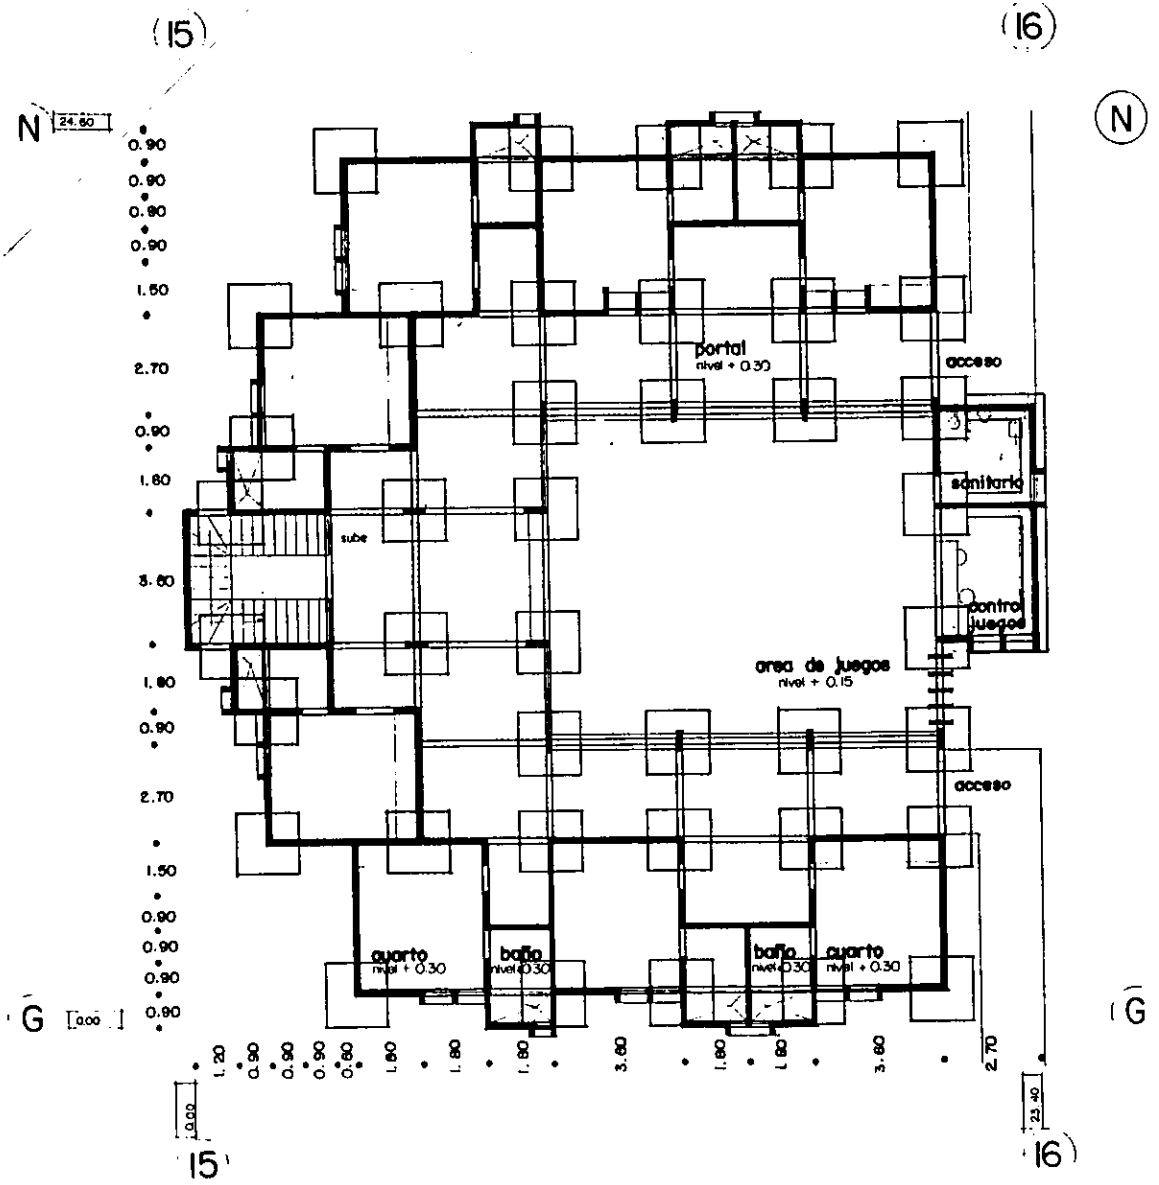 15
16
N
24.60
N
0.90
0.90
0.90
0.90
1.50
2.70
0.90
1.80
3.60
1.80
0.90
2.70
1.50
0.90
0.90
0.90
0.90
portal
nivel + 0.30
acceso
sanitario
sube
control
juegos
area de juegos
nivel + 0.15
acceso
cuarto
nivel + 0.30
baño
nivel+0.30
baño
nivel+0.30
cuarto
nivel + 0.30
G
0.00
G
1.20
0.90
0.90
0.90
0.60
1.80
1.80
1.80
3.60
1.80
1.80
3.60
2.70
0.00
23.40
15
16